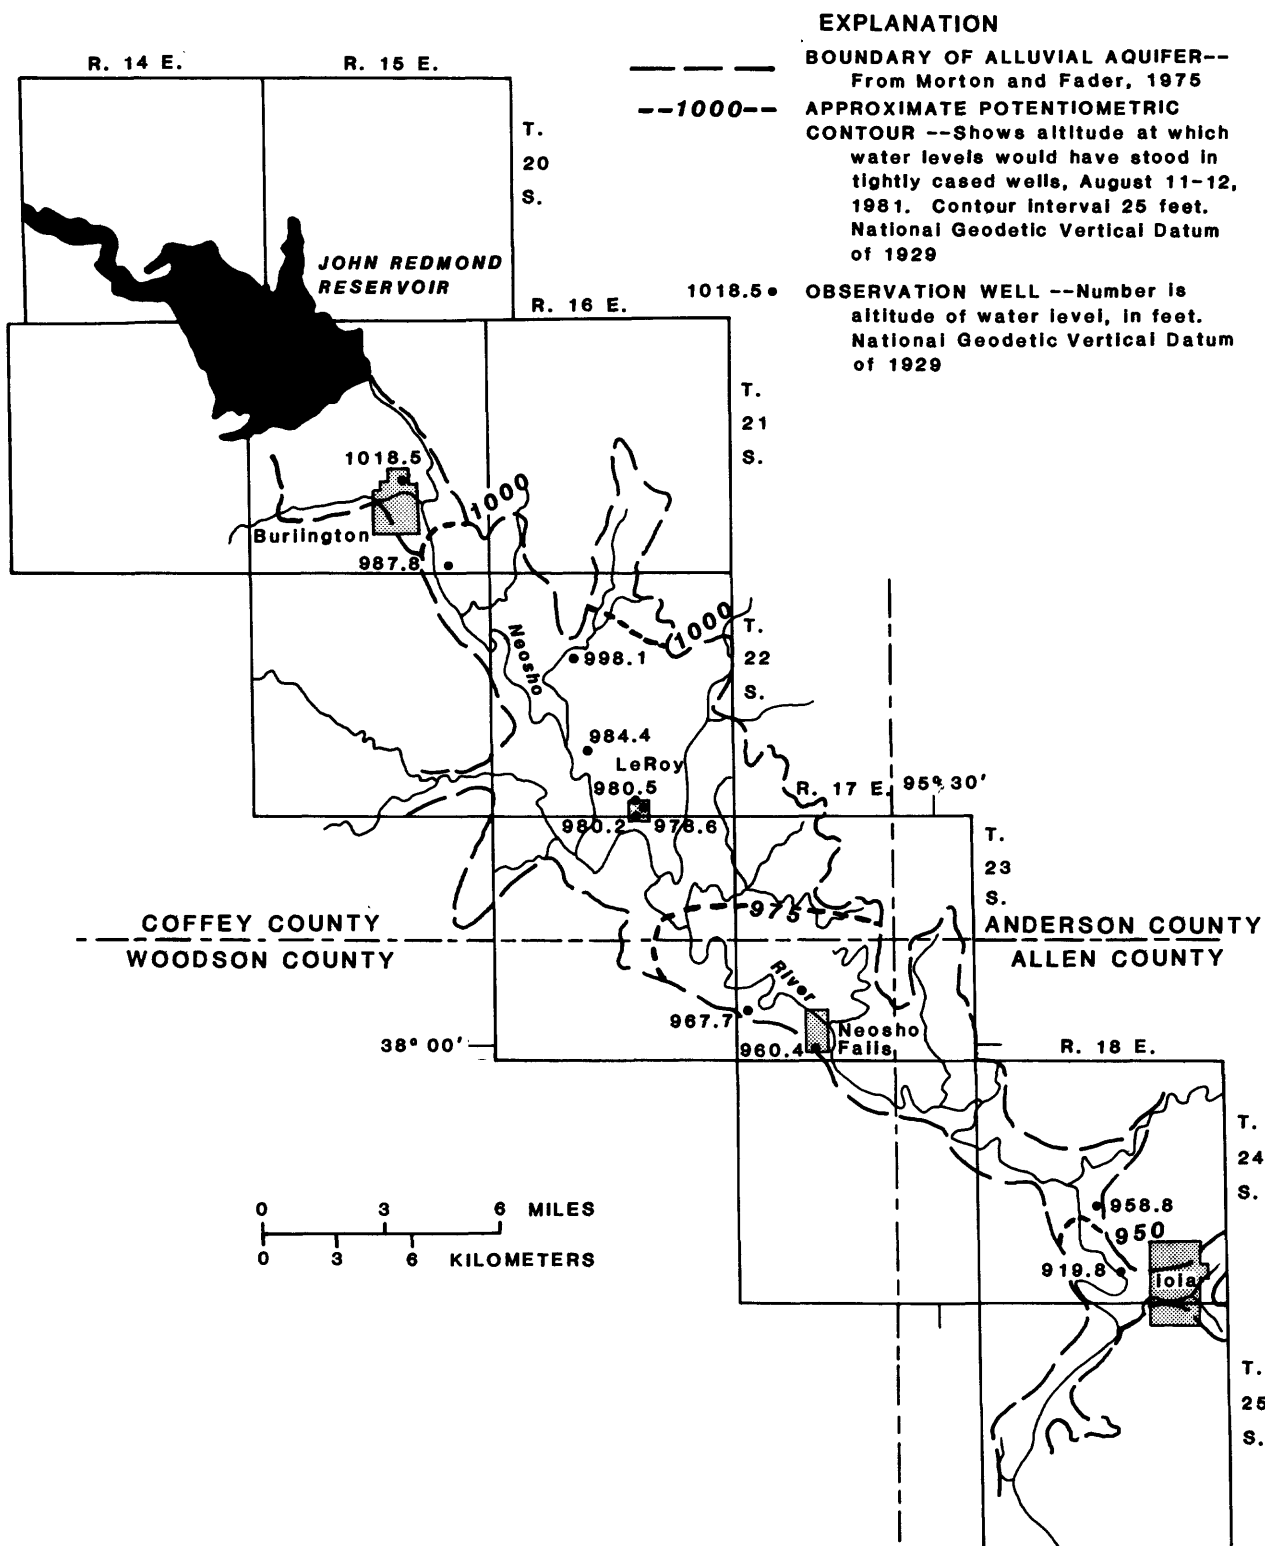 EXPLANATION
BOUNDARY OF ALLUVIAL AQUIFER--
From Morton and Fader, 1975
--1000-- APPROXIMATE POTENTIOMETRIC
CONTOUR --Shows altitude at which
water levels would have stood in
tightly cased wells, August 11-12,
1981. Contour interval 25 feet.
National Geodetic Vertical Datum
of 1929
1018.5 OBSERVATION WELL --Number is
altitude of water level, in feet.
National Geodetic Vertical Datum
of 1929
R. 14 E. R. 15 E.
T.
20
S.
JOHN REDMOND
RESERVOIR
R. 16 E.
T.
21
S.
1018.5
1000
Burlington
987.8
1000
T.
22
S.
Neosho
998.1
984.4
LeRoy
980.5
R. 17 E. 95° 30'
980.2 978.6
T.
23
S.
975
COFFEY COUNTY ANDERSON COUNTY
WOODSON COUNTY ALLEN COUNTY
River
967.7
Neosho
Falls
960.4
38° 00'
R. 18 E.
T.
24
S.
958.8
950
919.8
Iola
0 3 6 MILES
0 3 6 KILOMETERS
T.
25
S.